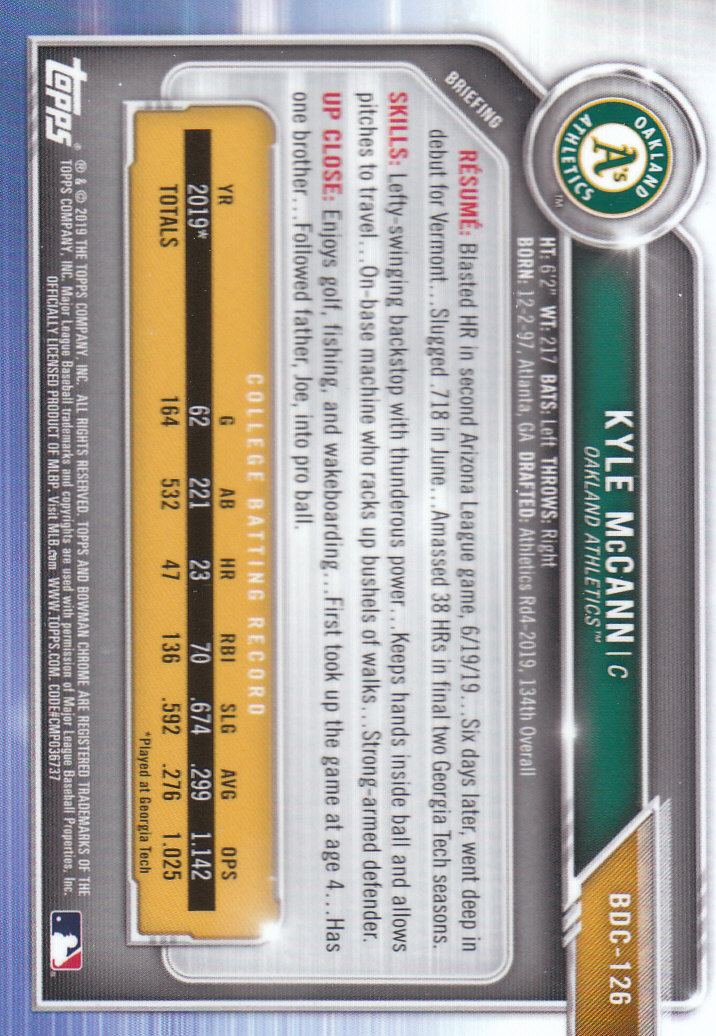 BDC-126
OAKLAND
A's
ATHLETICS
TM
KYLE McCANN | C
OAKLAND ATHLETICS™
HT: 6'2" WT: 217 BATS: Left THROWS: Right
BORN: 12-2-97, Atlanta, GA DRAFTED: Athletics Rd4-2019, 134th Overall
BRIEFING
RÉSUMÉ: Blasted HR in second Arizona League game, 6/19/19...Six days later, went deep in
debut for Vermont...Slugged .718 in June...Amassed 38 HRs in final two Georgia Tech seasons.
SKILLS: Lefty-swinging backstop with thunderous power...Keeps hands inside ball and allows
pitches to travel...On-base machine who racks up bushels of walks...Strong-armed defender.
UP CLOSE: Enjoys golf, fishing, and wakeboarding...First took up the game at age 4...Has
one brother...Followed father, Joe, into pro ball.
COLLEGE BATTING RECORD
YR G AB HR RBI SLG AVG OPS
2019* 62 221 23 70 .674 .299 1.142
TOTALS 164 532 47 136 .592 .276 1.025
*Played at Georgia Tech
topps®
® & © 2019 THE TOPPS COMPANY, INC. ALL RIGHTS RESERVED. TOPPS AND BOWMAN CHROME ARE REGISTERED TRADEMARKS OF THE
TOPPS COMPANY, INC. Major League Baseball trademarks and copyrights are used with permission of Major League Baseball Properties, Inc.
OFFICIALLY LICENSED PRODUCT OF MLBP. Visit MLB.com WWW.TOPPS.COM. CODE#CMP036737